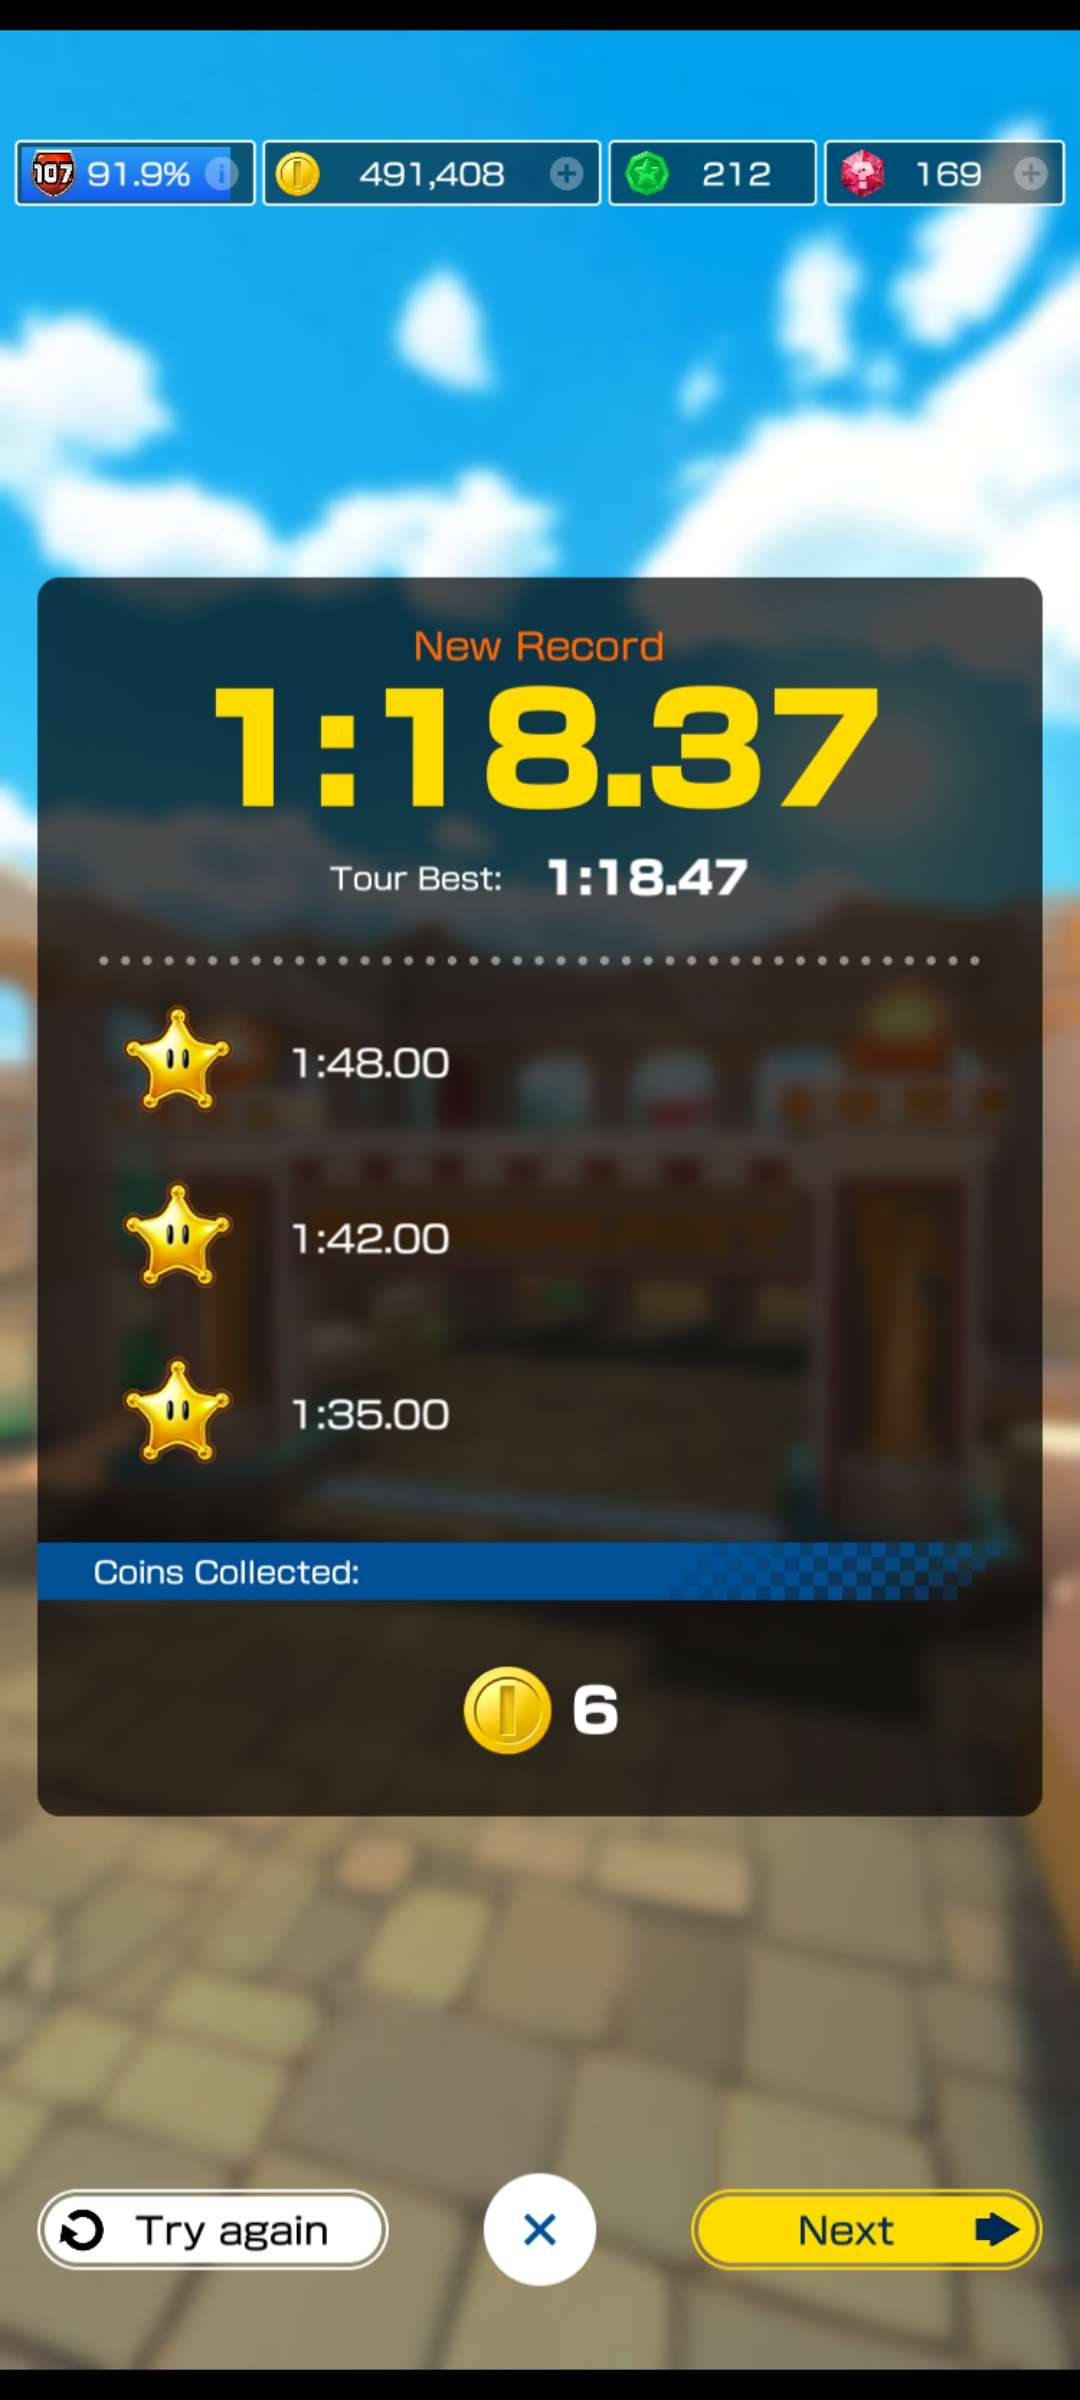 107 91.9% i 491,408 + 212 ? 169 +
New Record
1:18.37
Tour Best: 1:18.47
1:48.00
1:42.00
1:35.00
Coins Collected:
6
Try again × Next